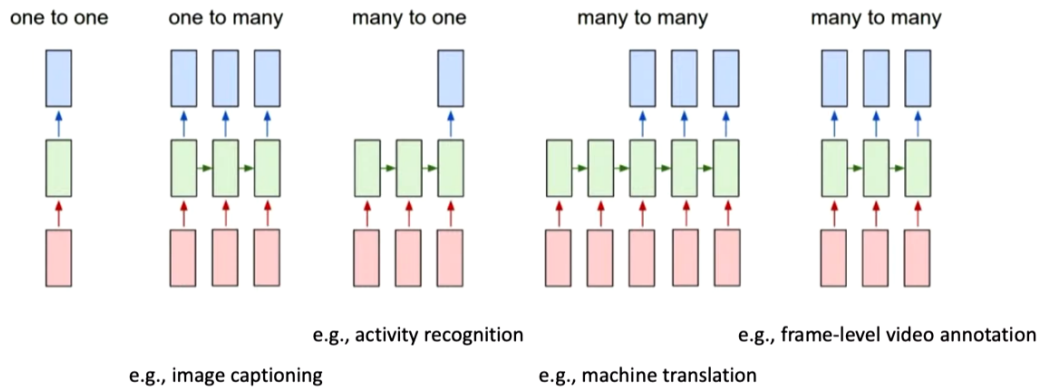 one to one
one to many
many to one
many to many
many to many
e.g., activity recognition
e.g., frame-level video annotation
e.g., image captioning
e.g., machine translation